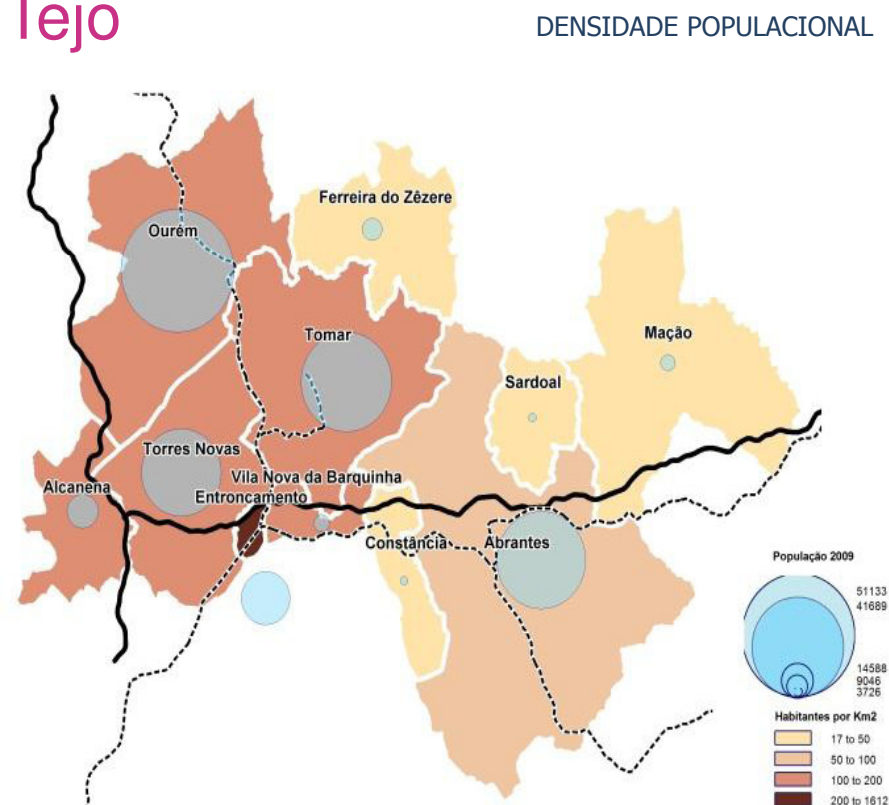 Tejo
DENSIDADE POPULACIONAL
Ferreira do Zêzere
Ourém
Tomar
Mação
Sardoal
Torres Novas
Vila Nova da Barquinha
Alcanena
Entroncamento
Constância
Abrantes
População 2009
51133
41689
14588
9046
3726
Habitantes por Km2
17 to 50
50 to 100
100 to 200
200 to 1612